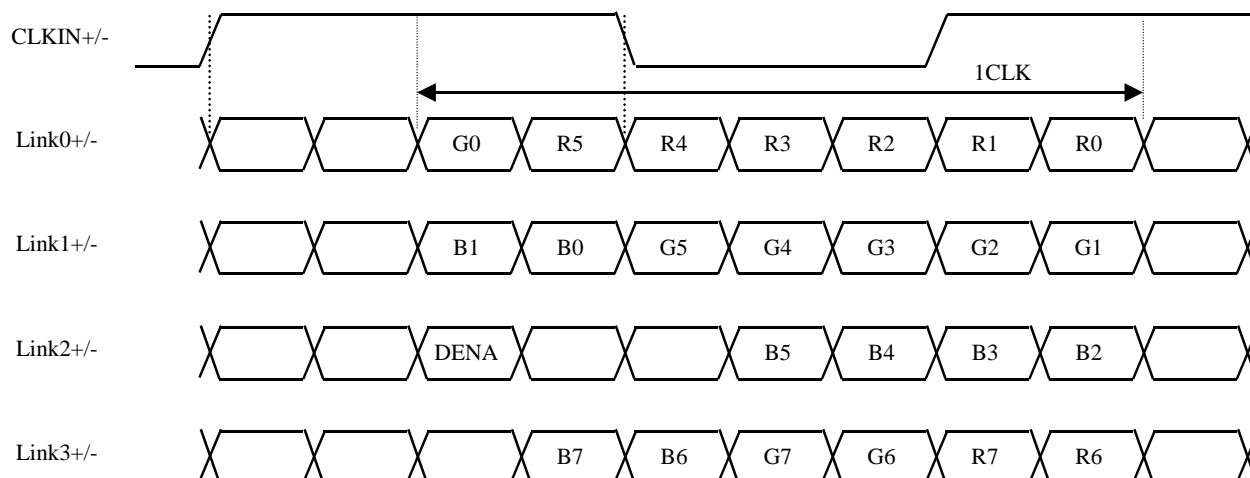 CLKIN+/-
1CLK
Link0+/- G0 R5 R4 R3 R2 R1 R0
Link1+/- B1 B0 G5 G4 G3 G2 G1
Link2+/- DENA B5 B4 B3 B2
Link3+/- B7 B6 G7 G6 R7 R6